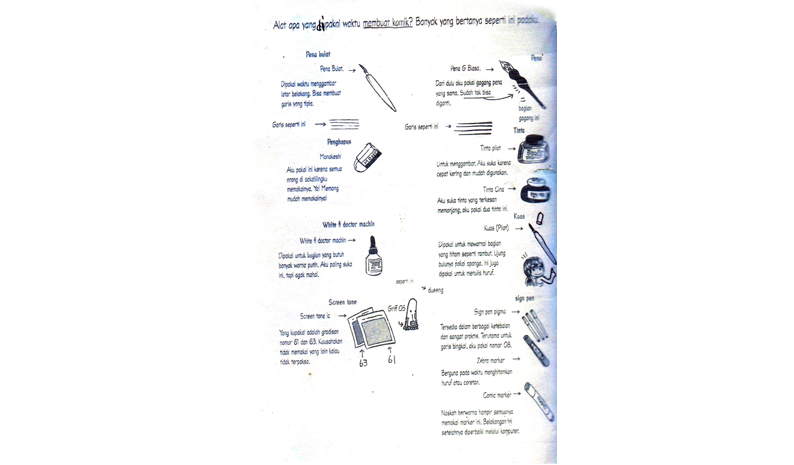 Alat apa yang dipakai waktu membuat komik? Banyak yang bertanya seperti ini padaku.
Pena bulat
Pena Bulat.
Dipakai waktu menggambar
latar belakang. Bisa membuat
garis yang tipis.
Garis seperti ini
Penghapus
Monokeshi
Aku pakai ini karena semua
orang di sekelilingku
memakainya. Ya! Memang
mudah memakainya!
White & doctor machin
White & doctor machin
Dipakai untuk bagian yang butuh
banyak warna putih. Aku paling suka
ini, tapi agak mahal.
Screen tone
Screen tone ic
Yang kupakai adalah gradasi
nomor 61 dan 63. Kuusahakan
tidak memakai yang lain kalau
tidak terpaksa.
63
61
Grif 05
seperti ini
Pena
Pena G Biasa.
Dari dulu aku pakai gagang pena
yang sama. Sudah tak bisa
diganti.
bagian
gagang ini
Garis seperti ini
Tinta
Tinta pilot
Untuk menggambar. Aku suka karena
cepat kering dan mudah digunakan.
Tinta Cina
Aku suka tinta yang terkesan
memanjang, aku pakai dua tinta ini.
Kuas
Kuas (Pilot)
Dipakai untuk mewarnai bagian
yang hitam seperti rambut. Ujung
bulunya pakai sponge. Ini juga
dipakai untuk menulis huruf.
sign pen
Sign pen pigma
Tersedia dalam berbagai ketebalan
dan sangat praktis. Terutama untuk
garis bingkai, aku pakai nomor 08.
Zebra marker
Berguna pada waktu menghitamkan
huruf atau coretan.
Comic marker
Naskah berwarna hampir semuanya
memakai marker ini. Belakangan ini
setelahnya diperbaiki melalui komputer.